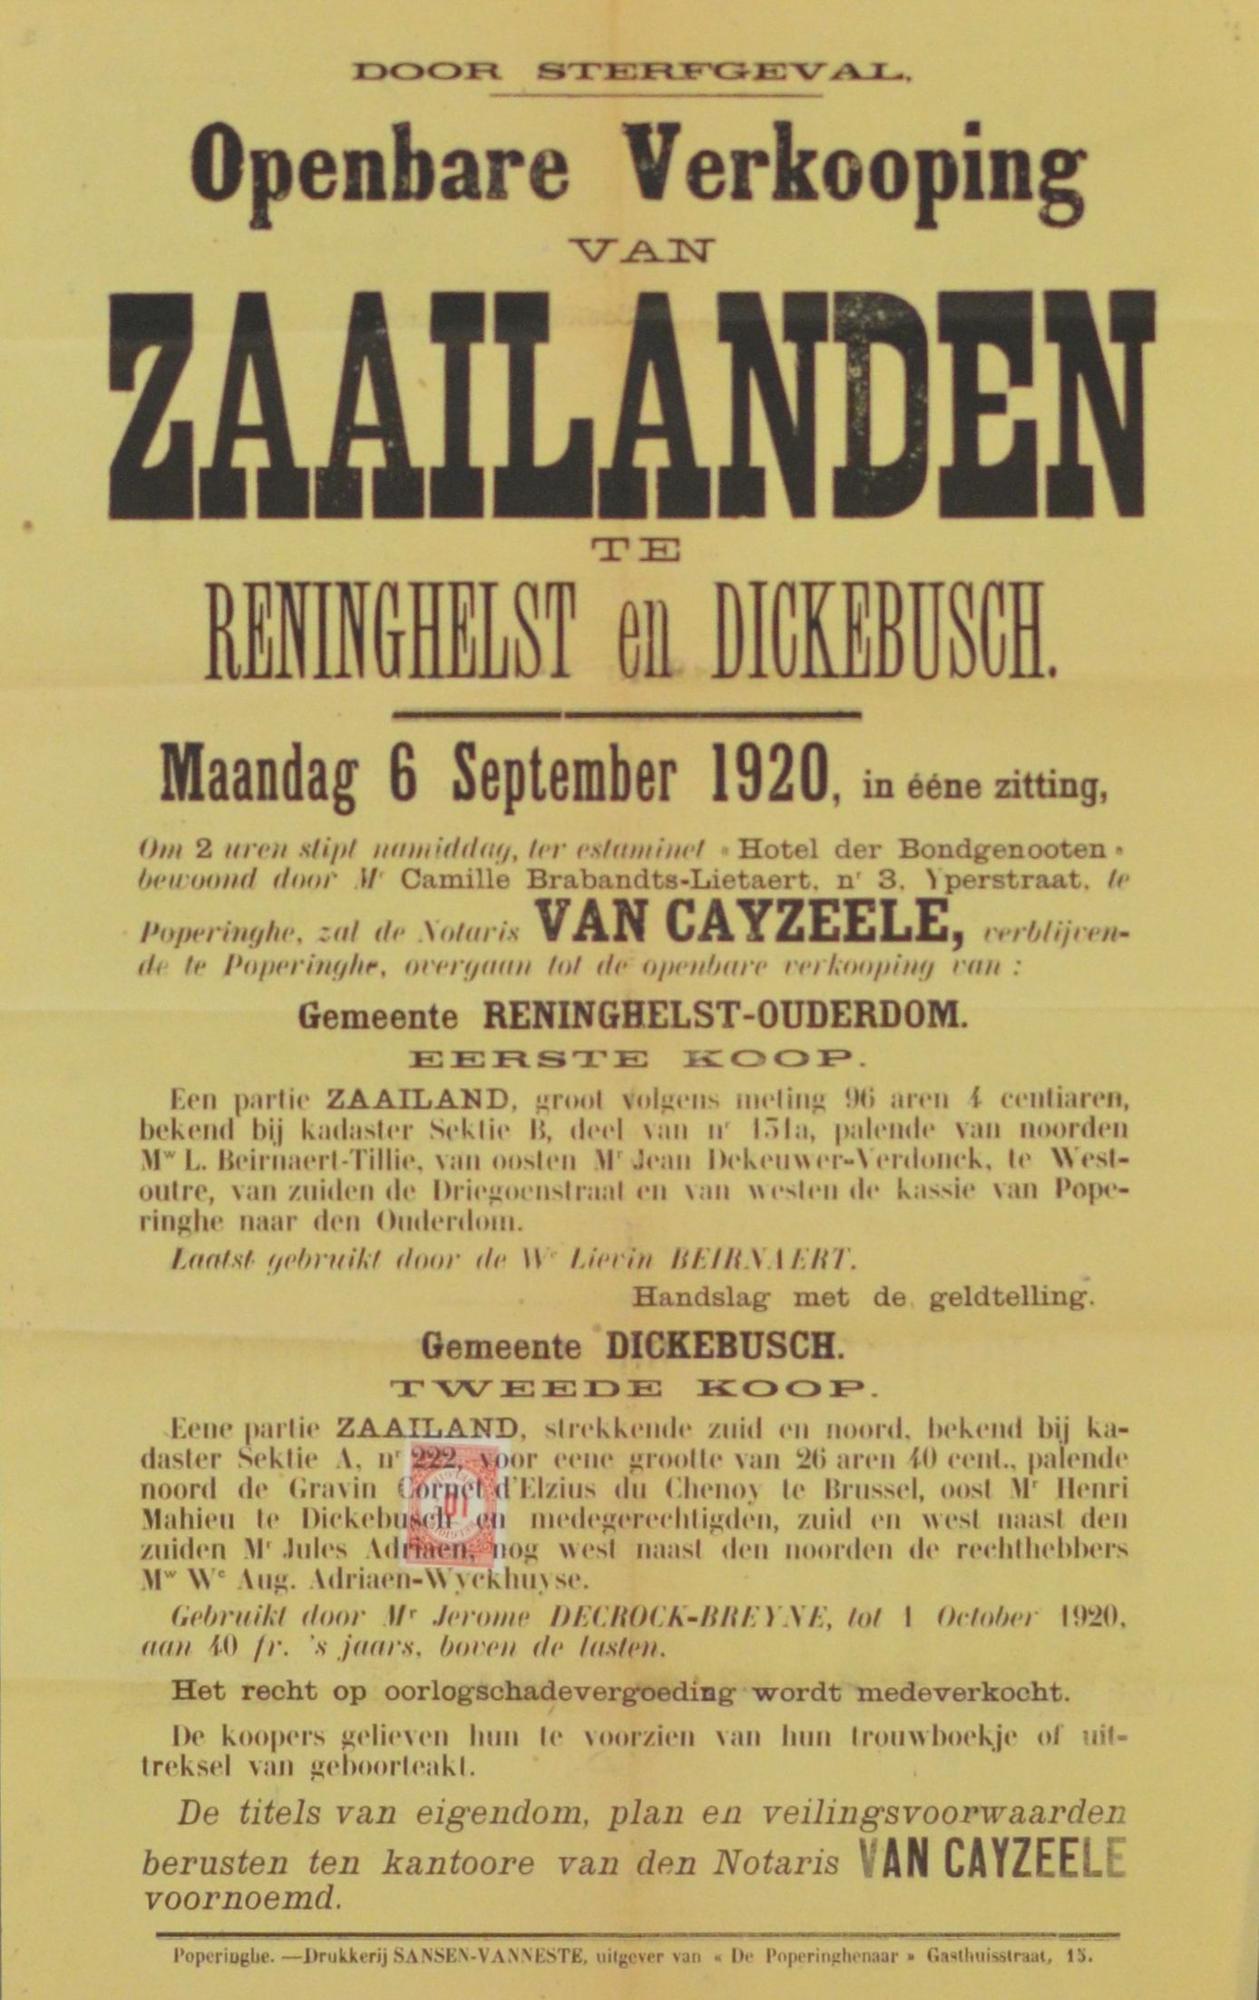 DOOR STERFGEVAL,
Openbare Verkooping
VAN
ZAAILANDEN
TE
RENINGHELST en DICKEBUSCH.
Maandag 6 September 1920, in ééne zitting,
Om 2 uren stipt namiddag, ter estaminet « Hotel der Bondgenooten »
bewoond door Mr Camille Brabandts-Lietaert, nr 3, Yperstraat, te
Poperinghe, zal de Notaris VAN CAYZEELE, verblijven-
de te Poperinghe, overgaan tot de openbare verkooping van :
Gemeente RENINGHELST-OUDERDOM.
EERSTE KOOP.
Een partie ZAAILAND, groot volgens meting 96 aren 4 centiaren,
bekend bij kadaster Sektie B, deel van nr 151a, palende van noorden
Mw L. Beirnaert-Tillie, van oosten Mr Jean Dekeuwer-Verdonck, te West-
outre, van zuiden de Driegoenstraat en van westen de kassie van Pope-
ringhe naar den Ouderdom.
Laatst gebruikt door de We Lievin BEIRNAERT.
Handslag met de geldtelling.
Gemeente DICKEBUSCH.
TWEEDE KOOP.
Eene partie ZAAILAND, strekkende zuid en noord, bekend bij ka-
daster Sektie A, nr 222, voor eene grootte van 26 aren 40 cent., palende
noord de Gravin Cornet d'Elzius du Chenoy te Brussel, oost Mr Henri
Mahieu te Dickebusch en medegerechtigden, zuid en west naast den
zuiden Mr Jules Adriaen, nog west naast den noorden de rechthebbers
Mw We Aug. Adriaen-Wyckhuyse.
Gebruikt door Mr Jerome DECROCK-BREYNE, tot 1 October 1920,
aan 40 fr. 's jaars, boven de lasten.
Het recht op oorlogschadevergoeding wordt medeverkocht.
De koopers gelieven hun te voorzien van hun trouwboekje of uit-
treksel van geboorteakt.
De titels van eigendom, plan en veilingsvoorwaarden
berusten ten kantoore van den Notaris VAN CAYZEELE
voornoemd.
Poperinghe. —Drukkerij SANSEN-VANNESTE, uitgever van « De Poperinghenaar » Gasthuisstraat, 15.